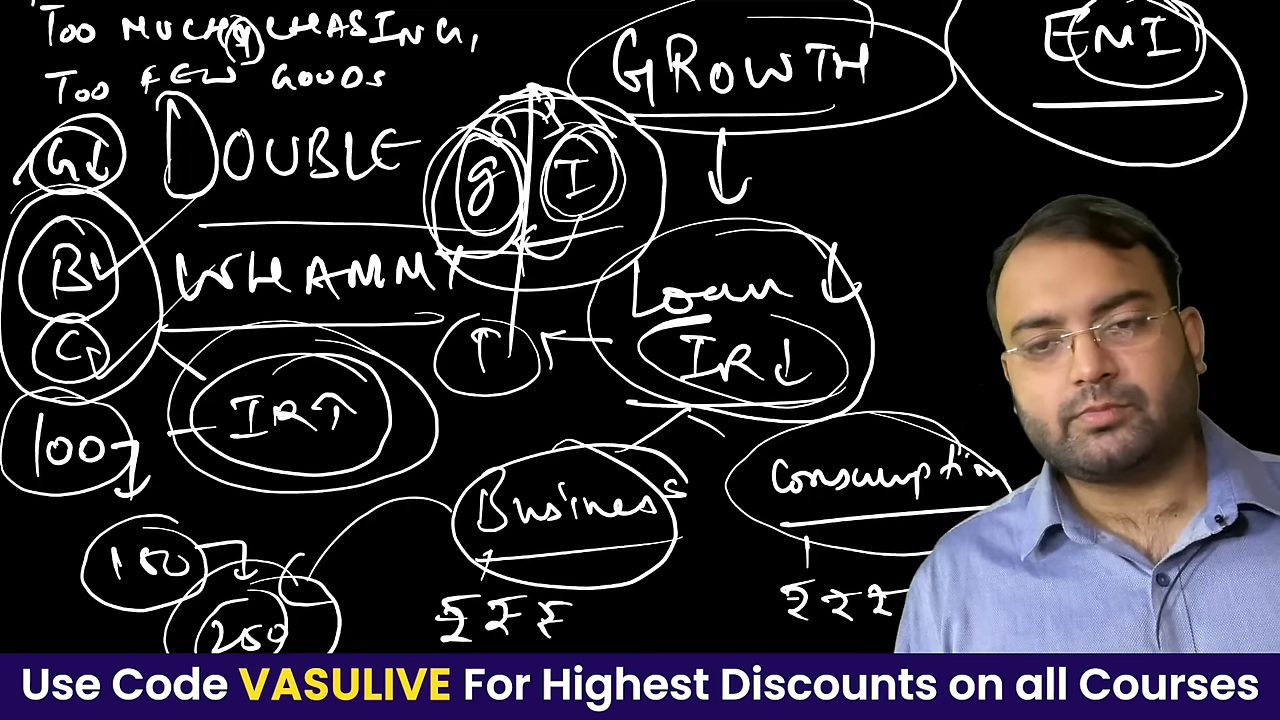 TOO MUCH CHASING,
TOO FEW GOODS
GROWTH
EMI
G↓
DOUBLE
G I
B↓
WHAMMY
Loan ↓
C↑
↑
IR↓
IR↑
100
Business
Consumption
150
250
₹ ₹ ₹
₹ ₹ ₹
Use Code VASULIVE For Highest Discounts on all Courses